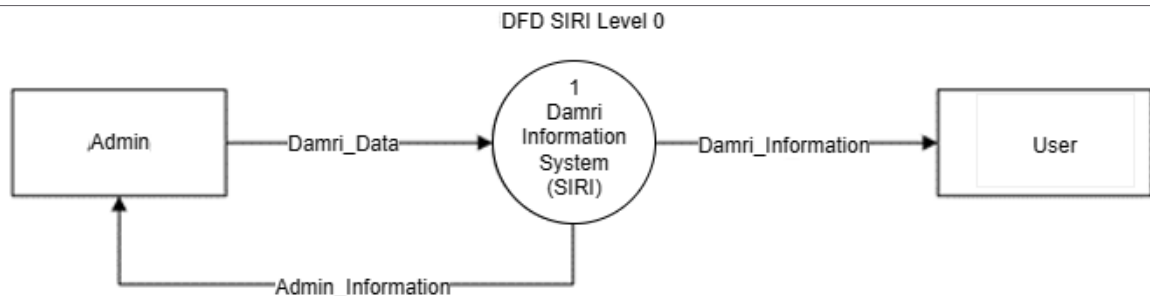 DFD SIRI Level 0
Admin
Damri_Data
1
Damri
Information
System
(SIRI)
Damri_Information
User
Admin_Information